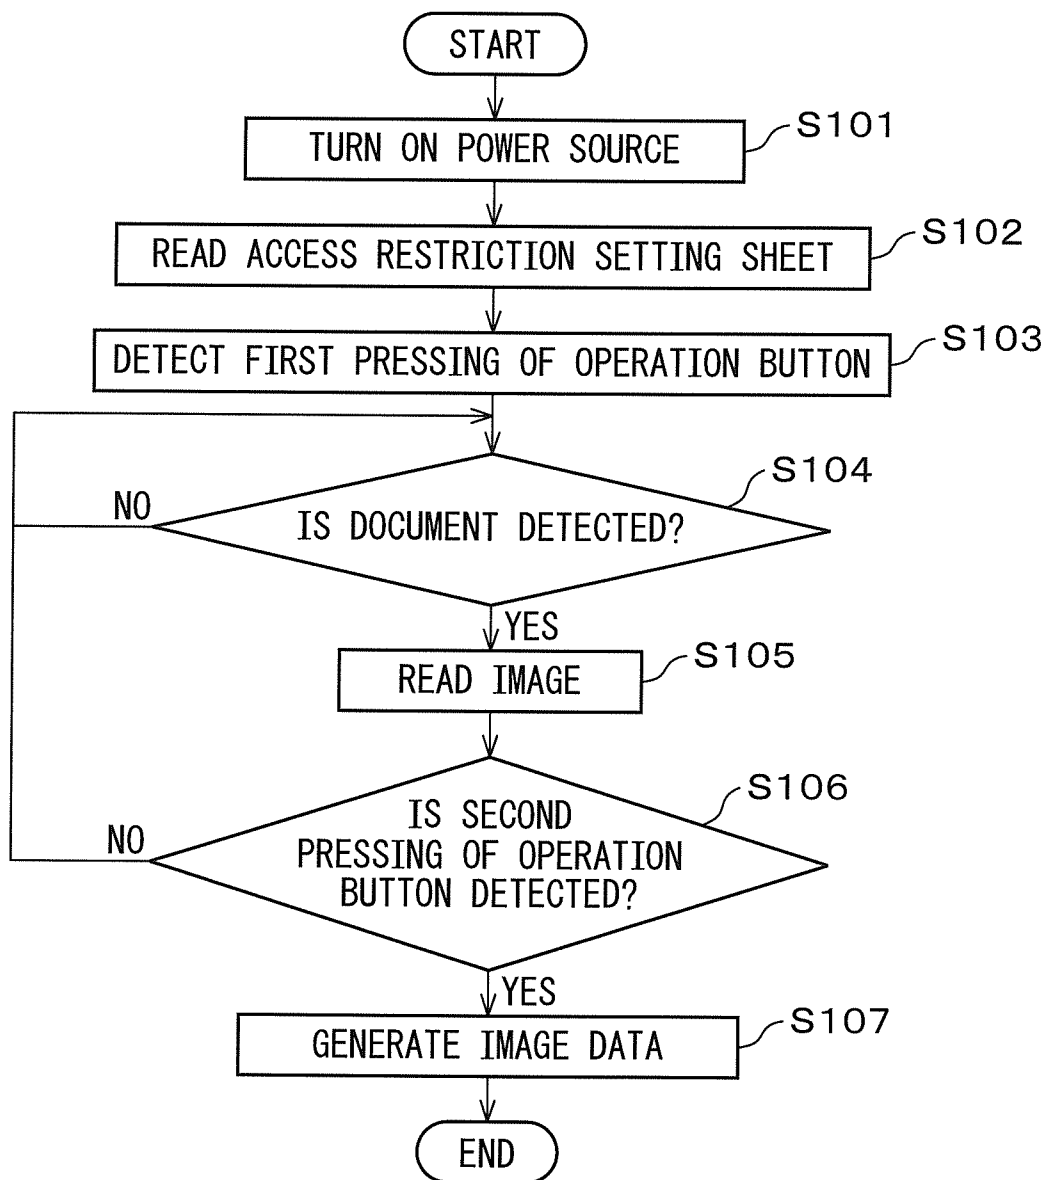 START
TURN ON POWER SOURCE
S101
READ ACCESS RESTRICTION SETTING SHEET
S102
DETECT FIRST PRESSING OF OPERATION BUTTON
S103
S104
NO
IS DOCUMENT DETECTED?
YES
READ IMAGE
S105
S106
NO
IS SECOND
PRESSING OF OPERATION
BUTTON DETECTED?
YES
GENERATE IMAGE DATA
S107
END